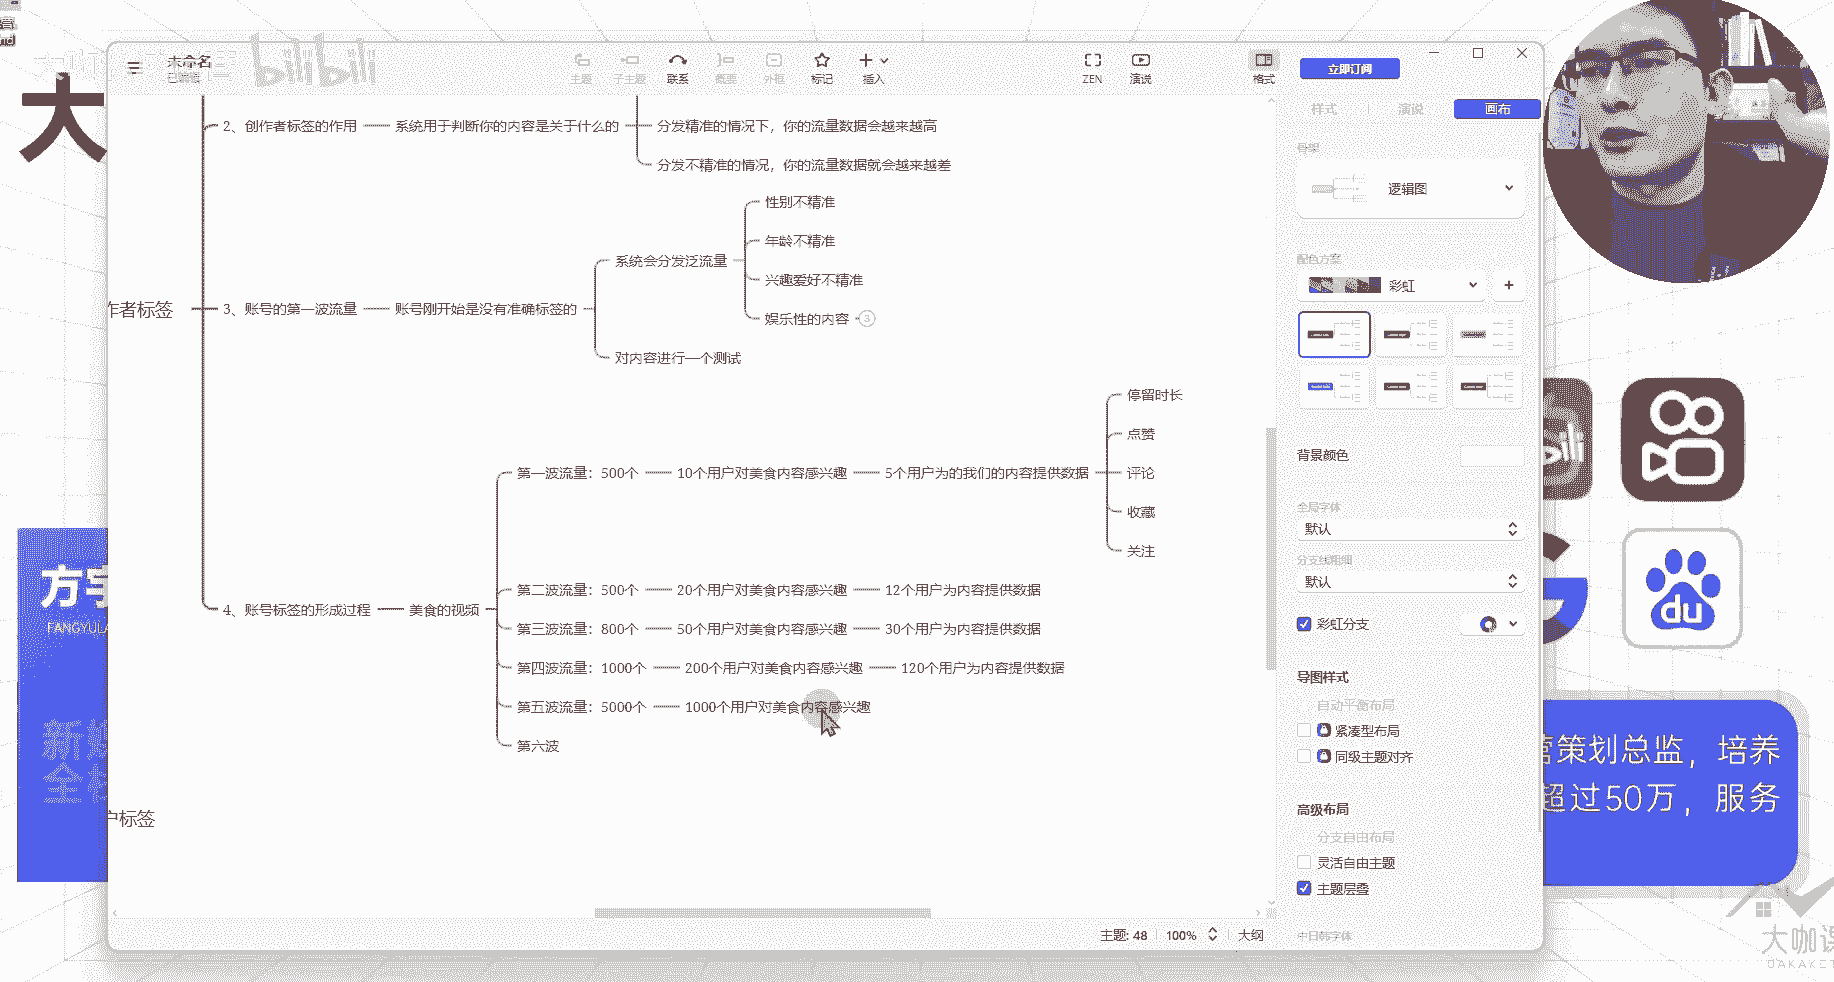 大
bilibili
未命名
已编辑
主题
子主题
联系
概要
外框
标记
插入
ZEN
演说
格式
立即订阅
样式
演说
画布
2、创作者标签的作用
系统用于判断你的内容是关于什么的
分发精准的情况下，你的流量数据会越来越高
分发不精准的情况，你的流量数据就会越来越差
作者标签
3、账号的第一波流量
账号刚开始是没有准确标签的
系统会分发泛流量
性别不精准
年龄不精准
兴趣爱好不精准
娱乐性的内容
3
对内容进行一个测试
4、账号标签的形成过程
美食的视频
第一波流量：500个
10个用户对美食内容感兴趣
5个用户为的我们的内容提供数据
停留时长
点赞
评论
收藏
关注
第二波流量：500个
20个用户对美食内容感兴趣
12个用户为内容提供数据
第三波流量：800个
50个用户对美食内容感兴趣
30个用户为内容提供数据
第四波流量：1000个
200个用户对美食内容感兴趣
120个用户为内容提供数据
第五波流量：5000个
1000个用户对美食内容感兴趣
第六波
户标签
骨架
逻辑图
配色方案
彩虹
背景颜色
全局字体
默认
分支线粗细
默认
彩虹分支
导图样式
自动平衡布局
紧凑型布局
同级主题对齐
高级布局
分支自由布局
灵活自由主题
主题层叠
中日韩字体
主题: 48
100%
大纲
方宇
FANGYULA
新媒
全栈
bili
du
营策划总监，培养
超过50万，服务
大咖课
DAKAKET